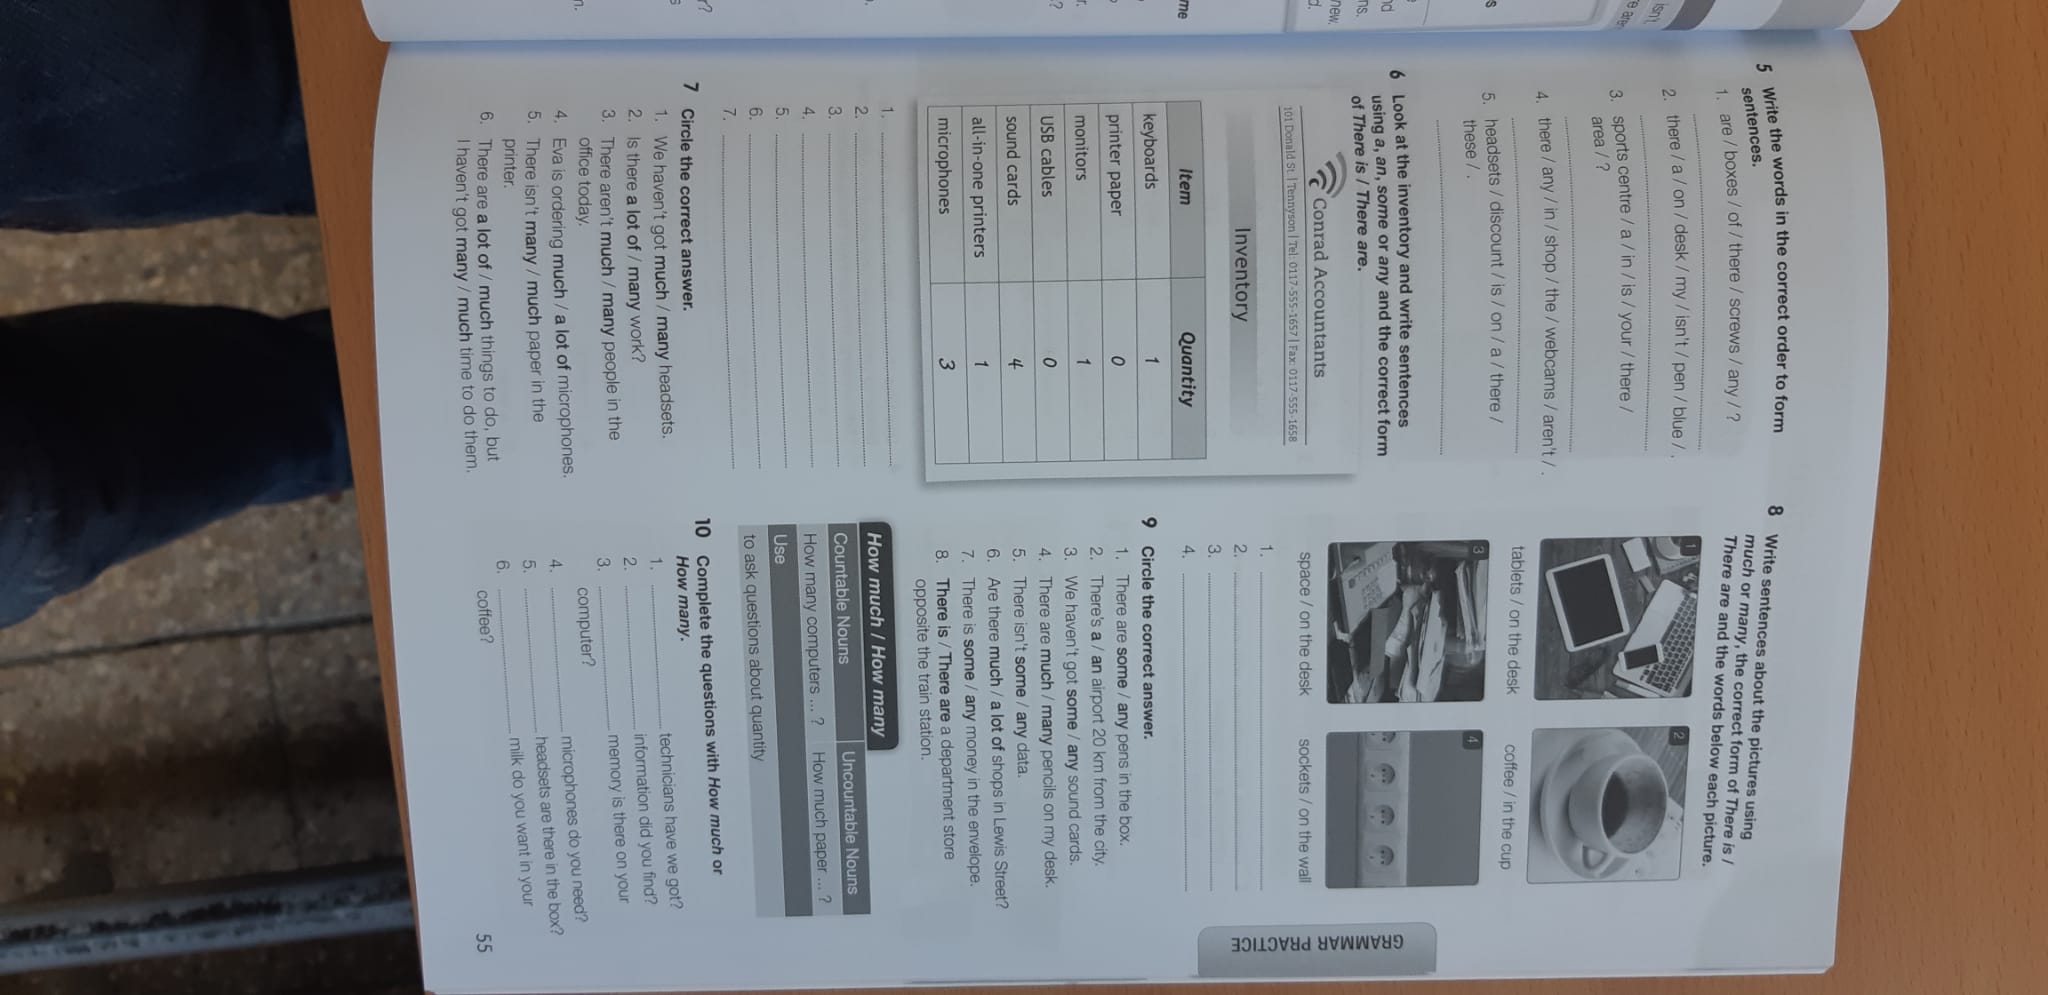 5 Write the words in the correct order to form
sentences.
1. are / boxes / of / there / screws / any / ?
2. there / a / on / desk / my / isn't / pen / blue / .
3. sports centre / a / in / is / your / there /
area / ?
4. there / any / in / shop / the / webcams / aren't / .
5. headsets / discount / is / on / a / there /
these / .
6 Look at the inventory and write sentences
using a, an, some or any and the correct form
of There is / There are.
Conrad Accountants
101 Donald St. | Tennyson | Tel: 0117-555-1657 | Fax: 0117-555-1658
Inventory
Item Quantity
keyboards 1
printer paper 0
monitors 1
USB cables 0
sound cards 4
all-in-one printers 1
microphones 3
1.
2.
3.
4.
5.
6.
7.
7 Circle the correct answer.
1. We haven't got much / many headsets.
2. Is there a lot of / many work?
3. There aren't much / many people in the
office today.
4. Eva is ordering much / a lot of microphones.
5. There isn't many / much paper in the
printer.
6. There are a lot of / much things to do, but
I haven't got many / much time to do them.
8 Write sentences about the pictures using
much or many, the correct form of There is /
There are and the words below each picture.
1
2
tablets / on the desk
coffee / in the cup
3
4
space / on the desk
sockets / on the wall
1.
2.
3.
4.
9 Circle the correct answer.
1. There are some / any pens in the box.
2. There's a / an airport 20 km from the city.
3. We haven't got some / any sound cards.
4. There are much / many pencils on my desk.
5. There isn't some / any data.
6. Are there much / a lot of shops in Lewis Street?
7. There is some / any money in the envelope.
8. There is / There are a department store
opposite the train station.
How much / How many
Countable Nouns Uncountable Nouns
How many computers ... ? How much paper ... ?
Use
to ask questions about quantity
10 Complete the questions with How much or
How many.
1. technicians have we got?
2. information did you find?
3. memory is there on your
computer?
4. microphones do you need?
5. headsets are there in the box?
6. milk do you want in your
coffee?
GRAMMAR PRACTICE
55
isn't
new.
me